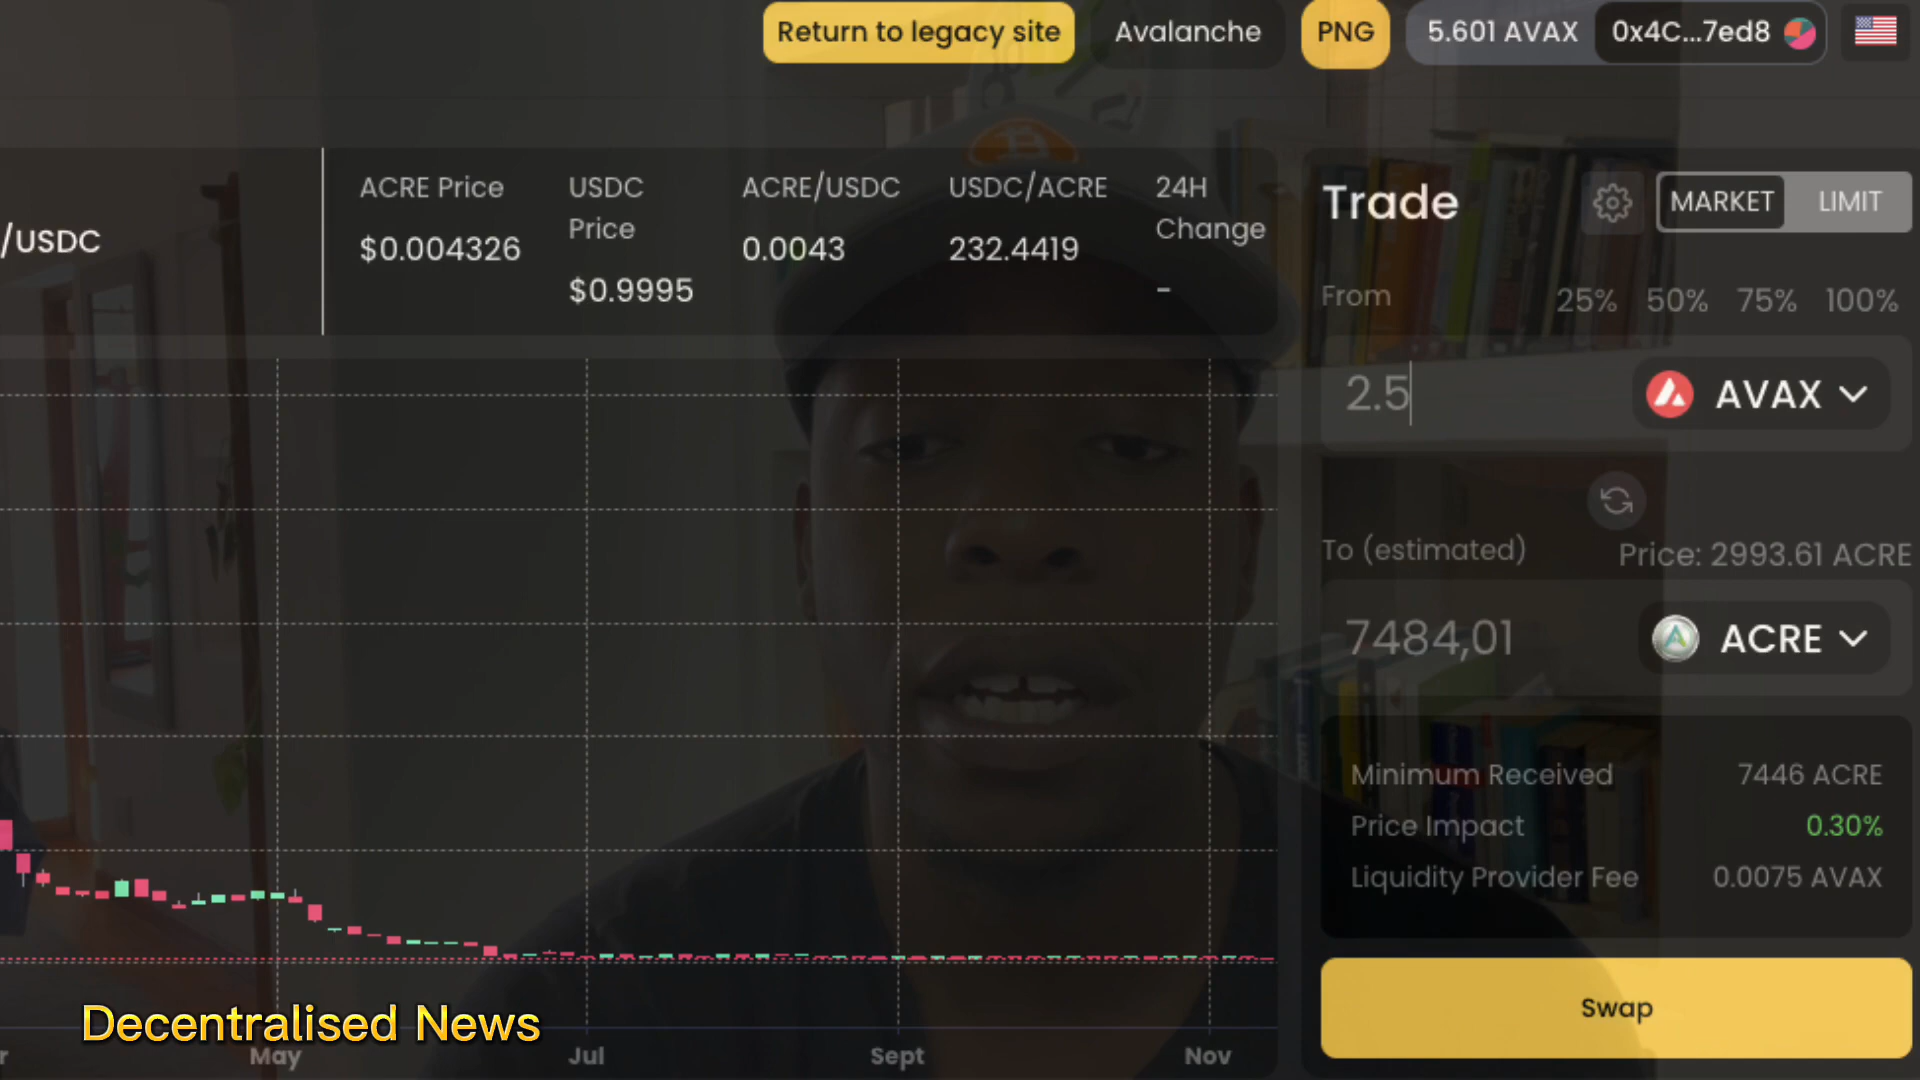 Return to legacy site
Avalanche
PNG
5.601 AVAX
0x4C...7ed8
/USDC
ACRE Price
$0.004326
USDC
Price
$0.9995
ACRE/USDC
0.0043
USDC/ACRE
232.4419
24H
Change
-
Trade
MARKET
LIMIT
From
25%
50%
75%
100%
2.5
AVAX
To (estimated)
Price: 2993.61 ACRE
7484,01
ACRE
Minimum Received
7446 ACRE
Price Impact
0.30%
Liquidity Provider Fee
0.0075 AVAX
Swap
Decentralised News
r
May
Jul
Sept
Nov